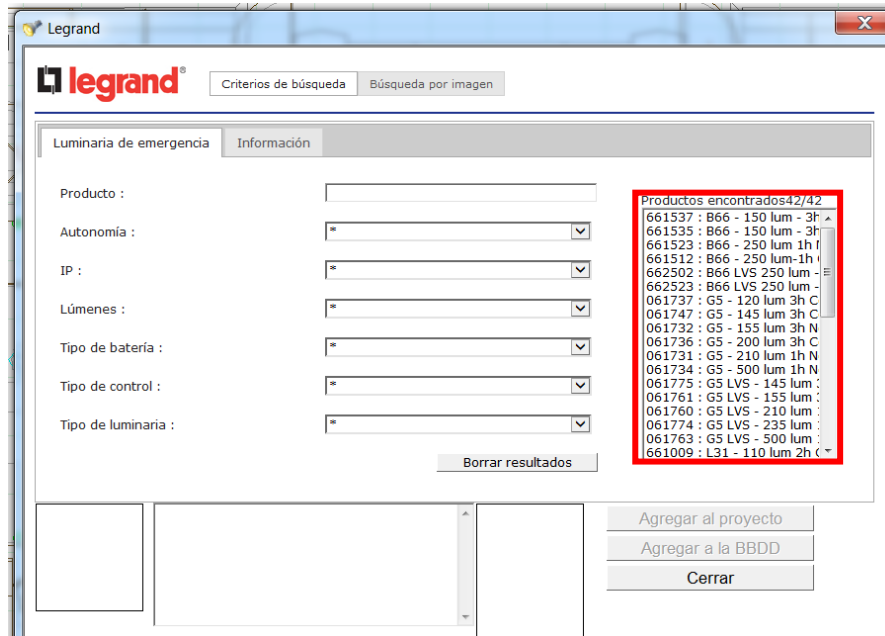 Legrand
legrand®
Criterios de búsqueda
Búsqueda por imagen
Luminaria de emergencia
Información
Producto :
Autonomía : *
IP : *
Lúmenes : *
Tipo de batería : *
Tipo de control : *
Tipo de luminaria : *
Borrar resultados
Productos encontrados42/42
661537 : B66 - 150 lum - 3h
661535 : B66 - 150 lum - 3h
661523 : B66 - 250 lum 1h
661512 : B66 - 250 lum-1h
662502 : B66 LVS 250 lum -
662523 : B66 LVS 250 lum -
061737 : G5 - 120 lum 3h C
061747 : G5 - 145 lum 3h C
061732 : G5 - 155 lum 3h N
061736 : G5 - 200 lum 3h C
061731 : G5 - 210 lum 1h N
061734 : G5 - 500 lum 1h N
061775 : G5 LVS - 145 lum
061761 : G5 LVS - 155 lum
061760 : G5 LVS - 210 lum
061774 : G5 LVS - 235 lum
061763 : G5 LVS - 500 lum
661009 : L31 - 110 lum 2h
Agregar al proyecto
Agregar a la BBDD
Cerrar